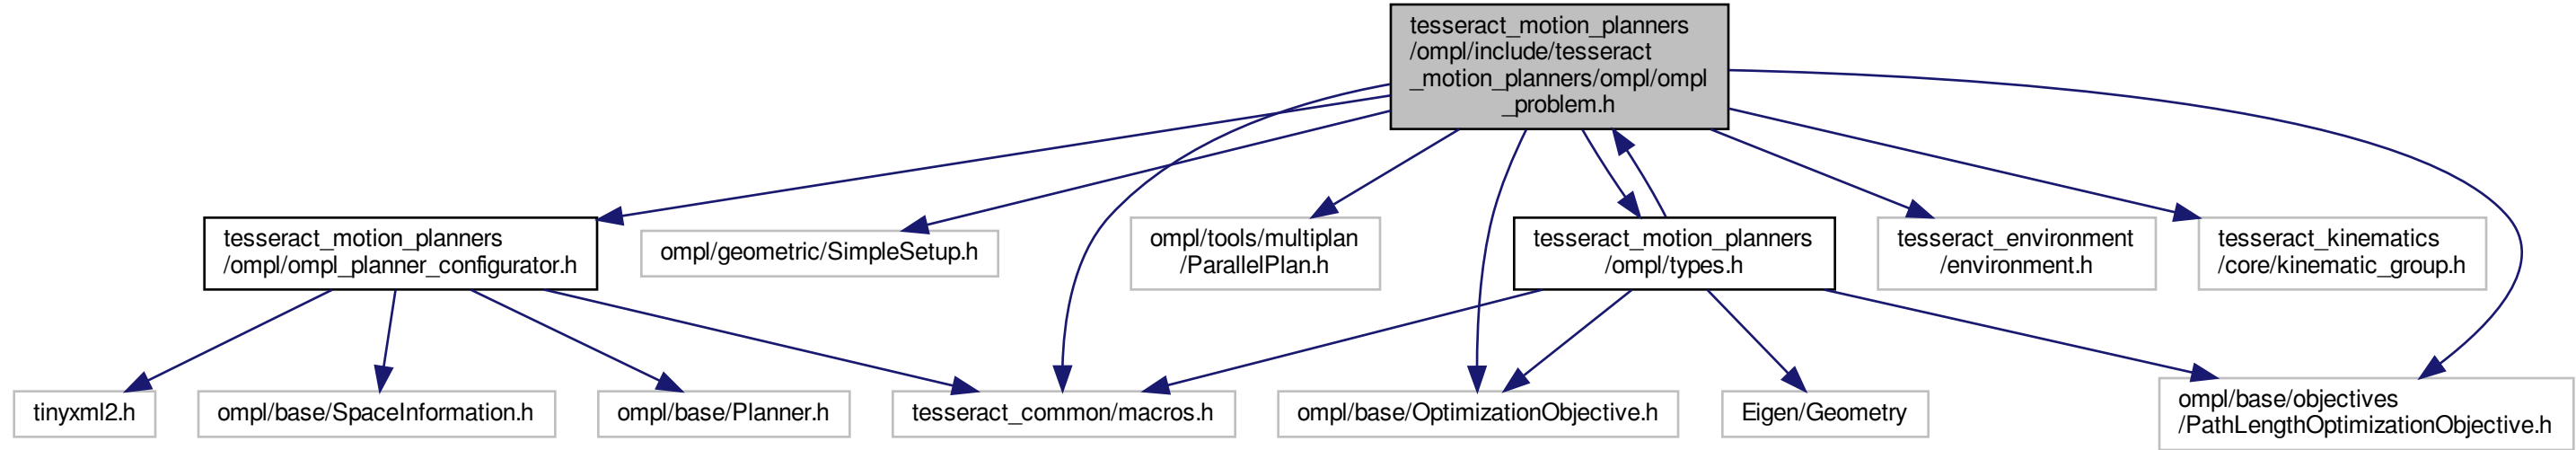 tesseract_motion_planners
/ompl/include/tesseract
_motion_planners/ompl/ompl
_problem.h
tesseract_motion_planners
/ompl/ompl_planner_configurator.h
ompl/geometric/SimpleSetup.h
ompl/tools/multiplan
/ParallelPlan.h
tesseract_motion_planners
/ompl/types.h
tesseract_environment
/environment.h
tesseract_kinematics
/core/kinematic_group.h
tinyxml2.h
ompl/base/SpaceInformation.h
ompl/base/Planner.h
tesseract_common/macros.h
ompl/base/OptimizationObjective.h
Eigen/Geometry
ompl/base/objectives
/PathLengthOptimizationObjective.h